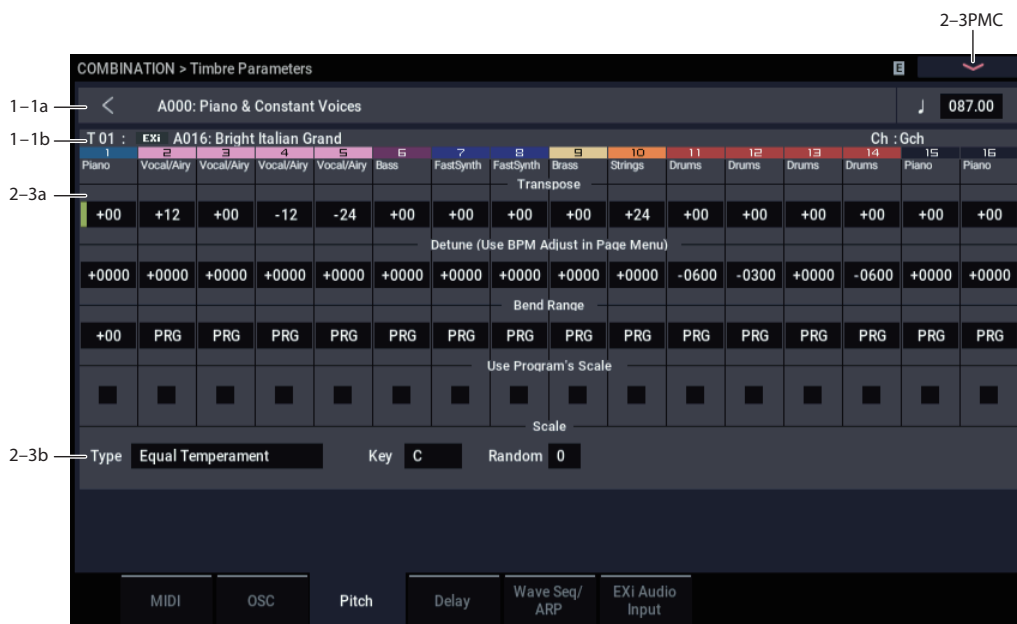 2–3PMC
COMBINATION > Timbre Parameters E
1–1a A000: Piano & Constant Voices ♩ 087.00
1–1b T 01 : EXi A016: Bright Italian Grand Ch : Gch
1 2 3 4 5 6 7 8 9 10 11 12 13 14 15 16
Piano Vocal/Airy Vocal/Airy Vocal/Airy Vocal/Airy Bass FastSynth FastSynth Brass Strings Drums Drums Drums Drums Piano Piano
2–3a Transpose
+00 +12 +00 -12 -24 +00 +00 +00 +00 +24 +00 +00 +00 +00 +00 +00
Detune (Use BPM Adjust in Page Menu)
+0000 +0000 +0000 +0000 +0000 +0000 +0000 +0000 +0000 +0000 -0600 -0300 +0000 -0600 +0000 +0000
Bend Range
+00 PRG PRG PRG PRG PRG PRG PRG PRG PRG PRG PRG PRG PRG PRG PRG
Use Program's Scale
Scale
2–3b Type Equal Temperament Key C Random 0
MIDI OSC Pitch Delay Wave Seq/ EXi Audio
ARP Input